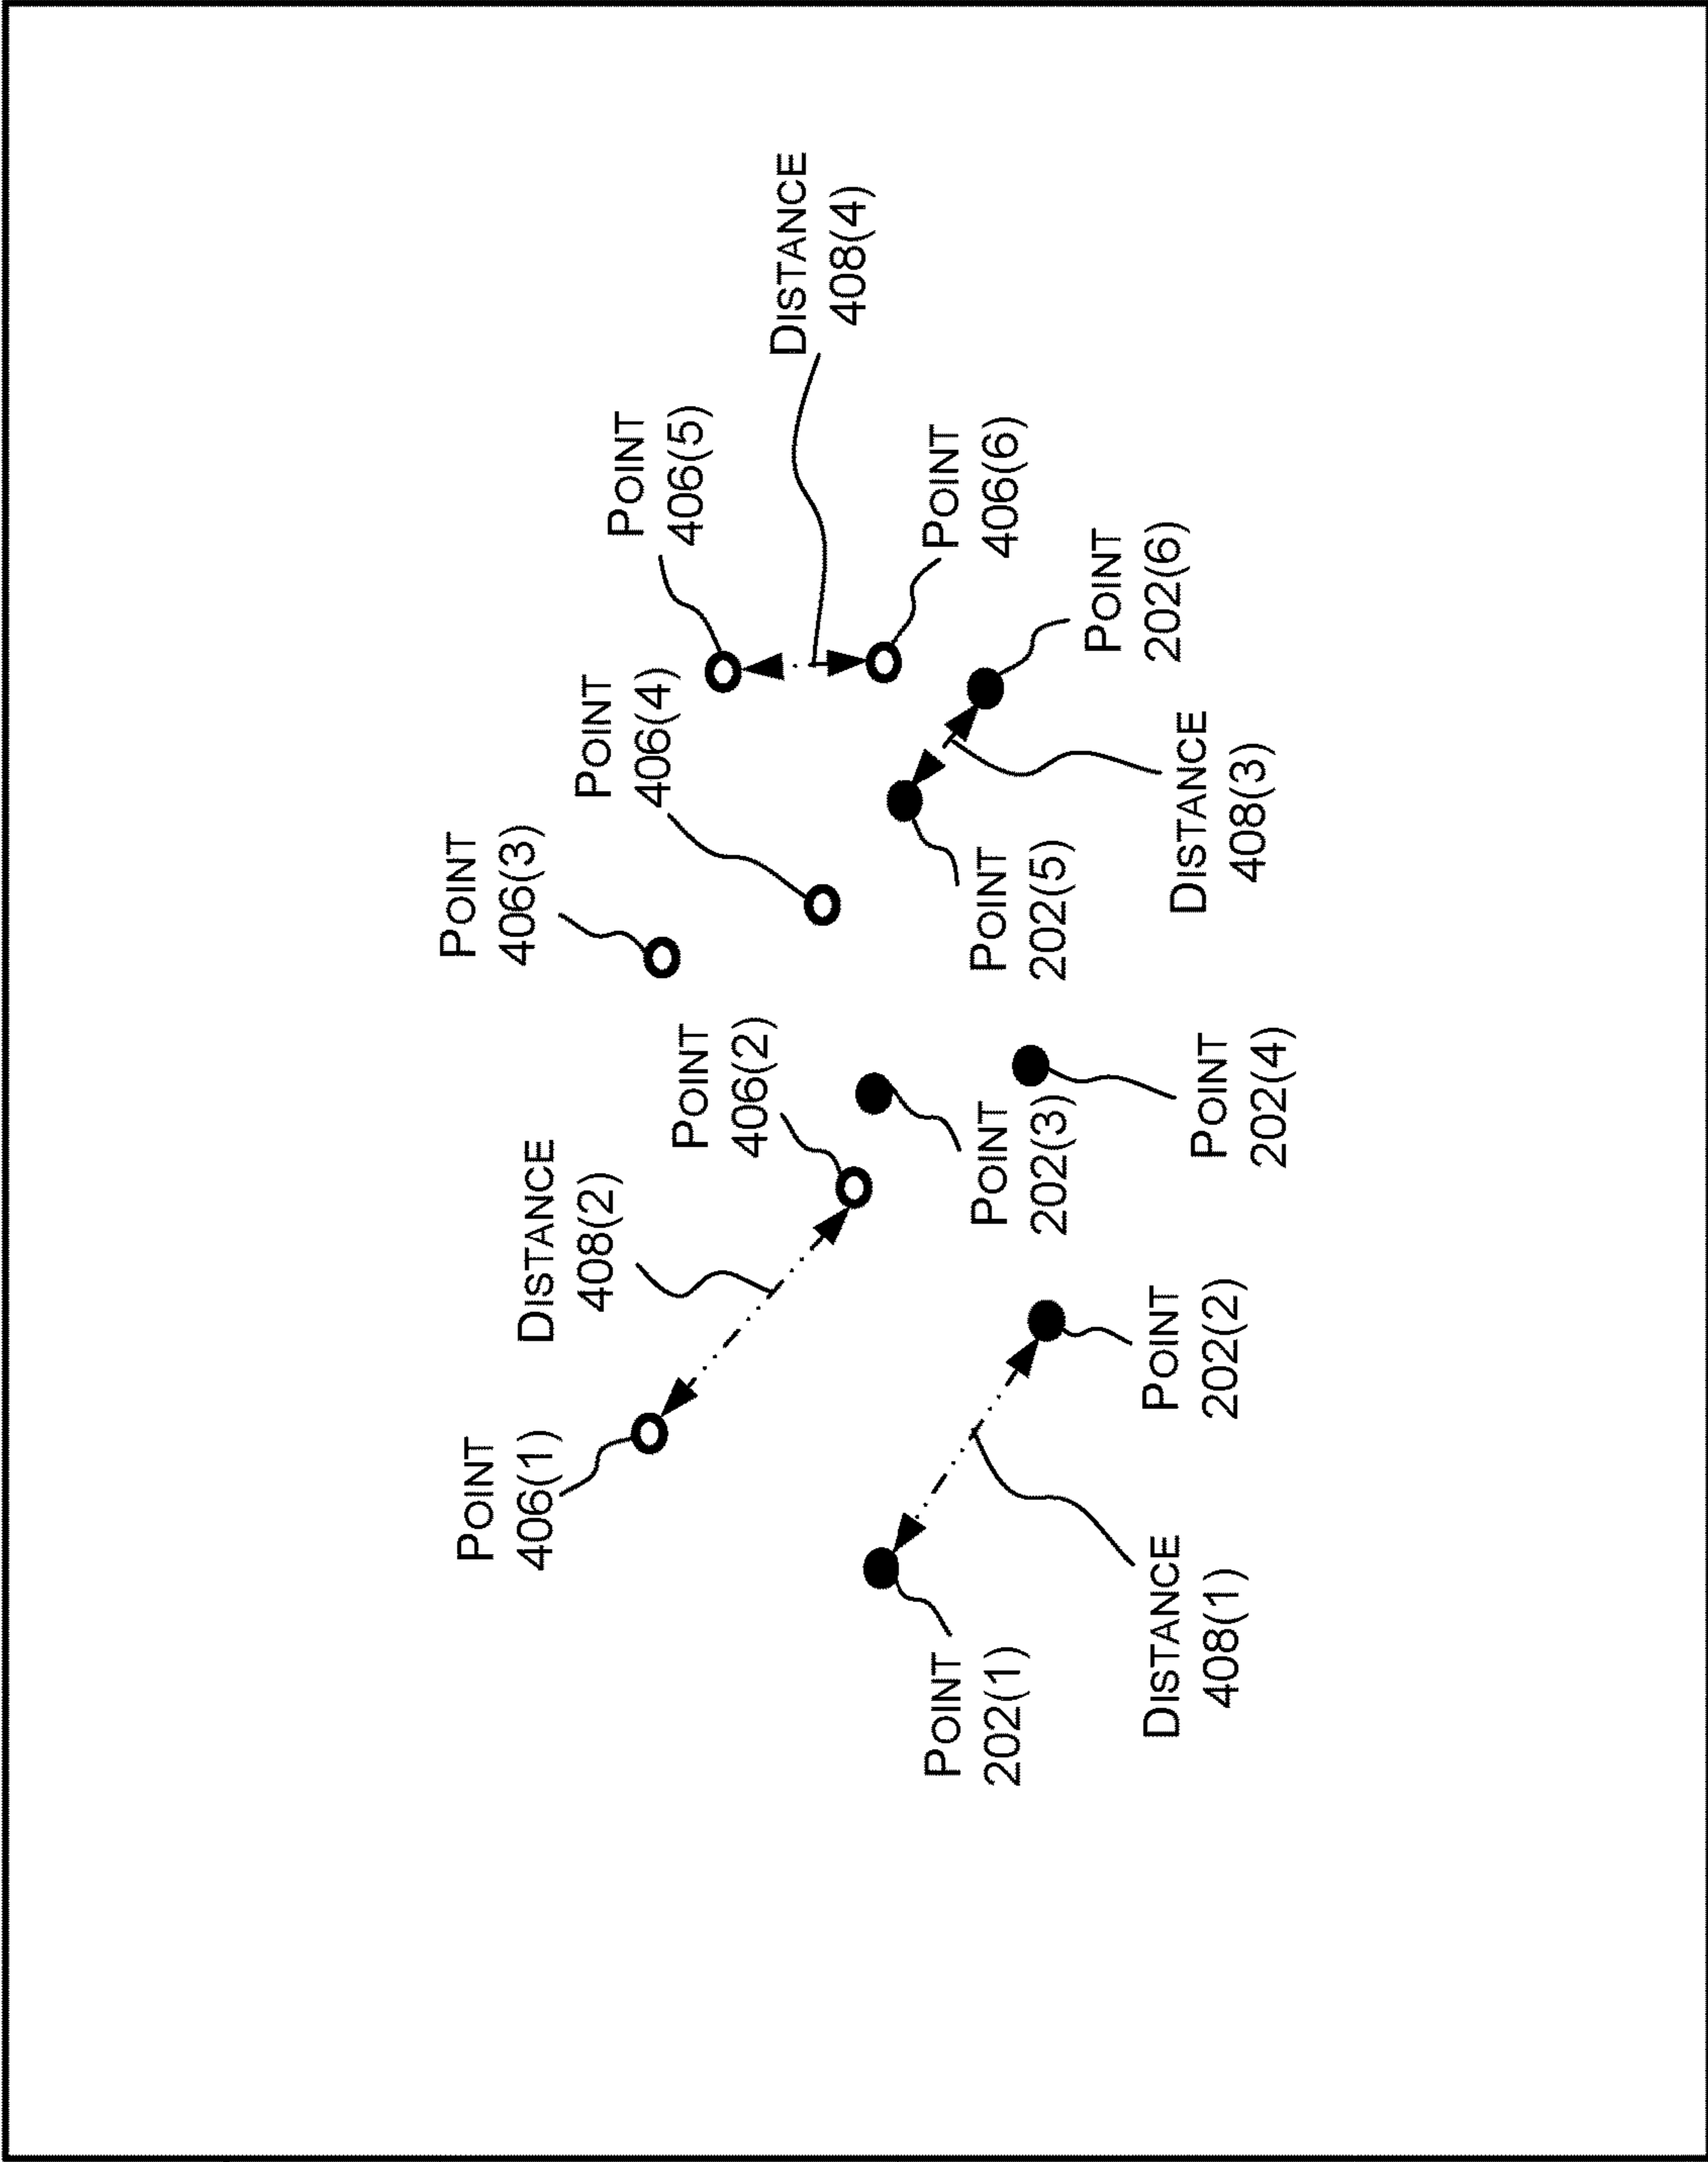 POINT
406(1)
DISTANCE
408(2)
POINT
406(2)
POINT
406(3)
POINT
406(4)
POINT
406(5)
DISTANCE
408(4)
POINT
406(6)
POINT
202(1)
DISTANCE
408(1)
POINT
202(2)
POINT
202(3)
POINT
202(4)
POINT
202(5)
DISTANCE
408(3)
POINT
202(6)